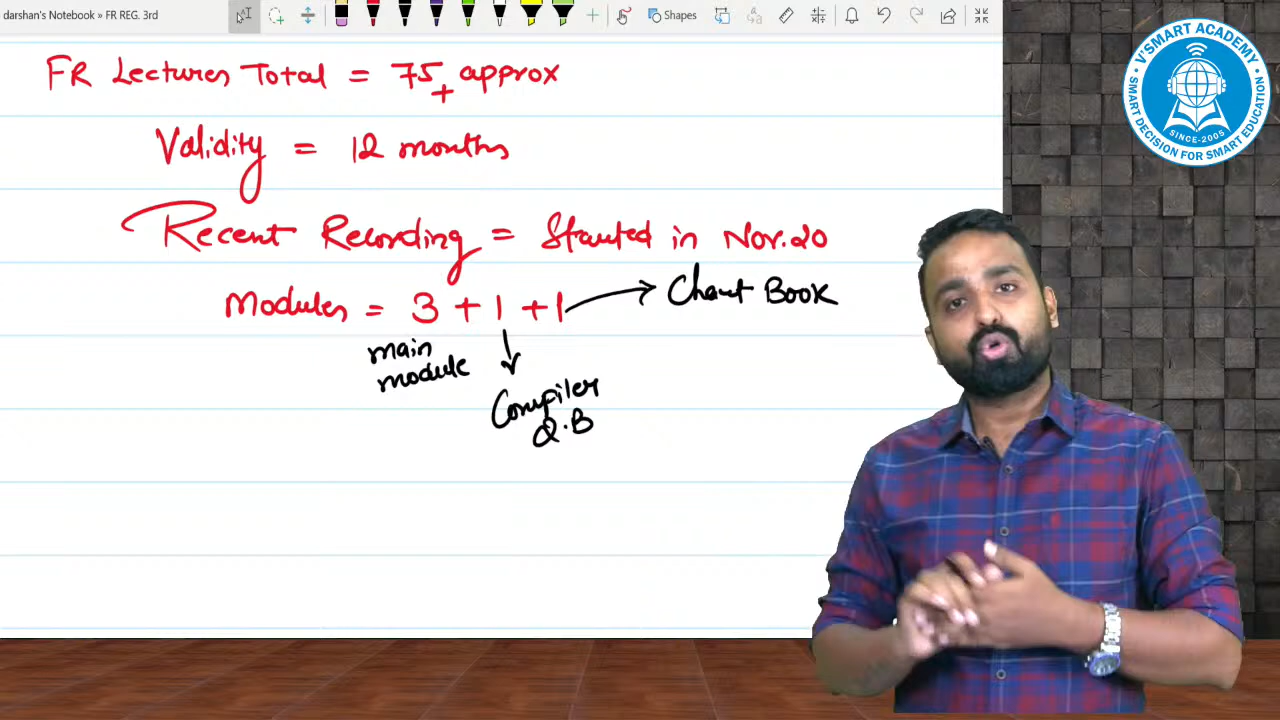 darshan's Notebook » FR REG. 3rd
Shapes
FR Lectures Total = 75+ approx
Validity = 12 months
Recent Recording = Started in Nov.20
Modules = 3 + 1 + 1 → Chart Book
main
module
Compiler
Q.B
V'SMART ACADEMY
SINCE-2005
SMART DECISION FOR SMART EDUCATION